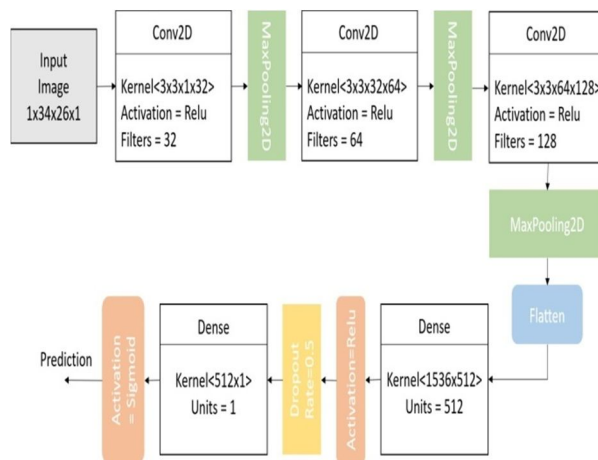 Input
Image
1x34x26x1
Conv2D
Kernel<3x3x1x32>
Activation = Relu
Filters = 32
MaxPooling2D
Conv2D
Kernel<3x3x32x64>
Activation = Relu
Filters = 64
MaxPooling2D
Conv2D
Kernel<3x3x64x128>
Activation = Relu
Filters = 128
MaxPooling2D
Flatten
Dense
Kernel<1536x512>
Units = 512
Activation=Relu
Dropout
Rate=0.5
Dense
Kernel<512x1>
Units = 1
Activation
= Sigmoid
Prediction